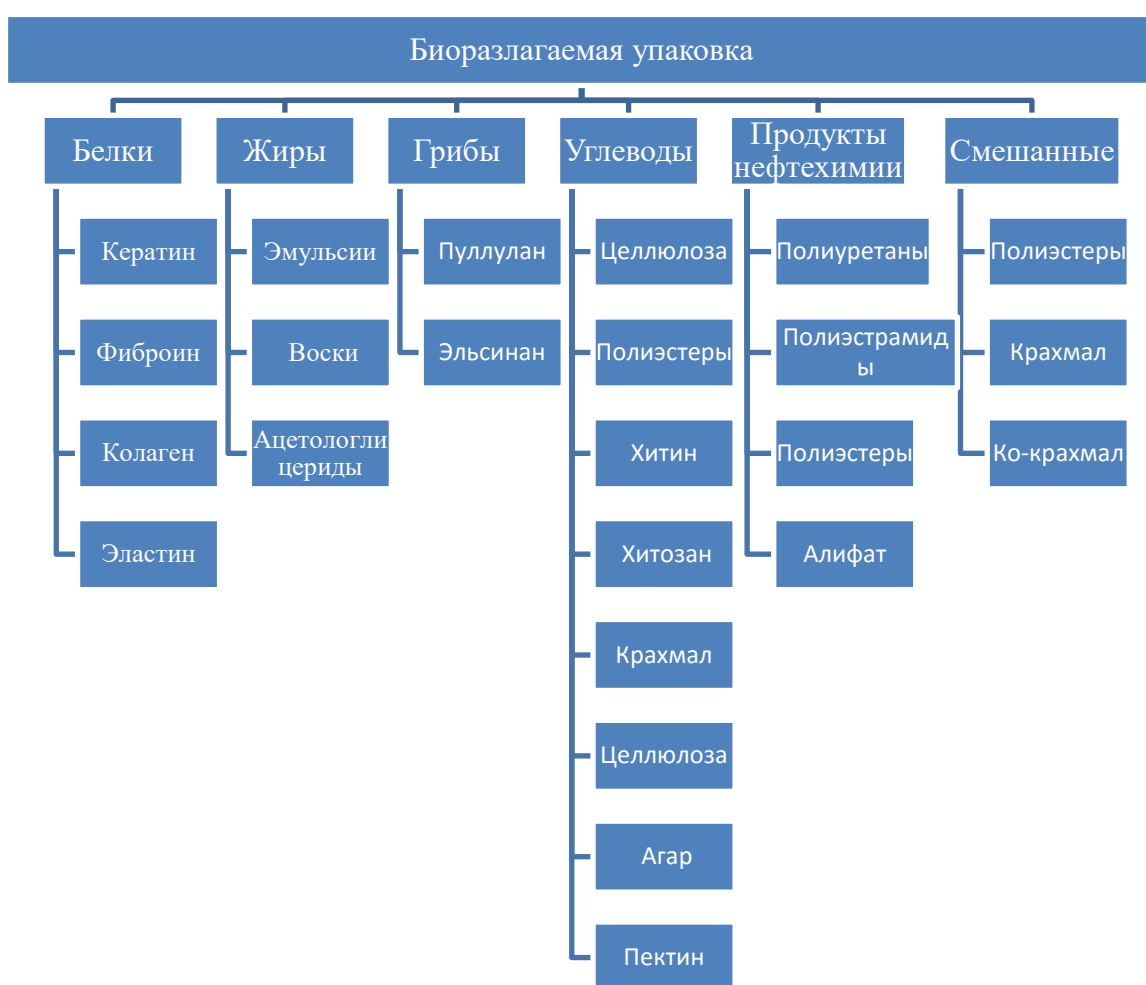 Биоразлагаемая упаковка
Белки
Кератин
Фиброин
Колаген
Эластин
Жиры
Эмульсии
Воски
Ацетологли
цериды
Грибы
Пуллулан
Эльсинан
Углеводы
Целлюлоза
Полиэстеры
Хитин
Хитозан
Крахмал
Целлюлоза
Агар
Пектин
Продукты
нефтехимии
Полиуретаны
Полиэстрамид
ы
Полиэстеры
Алифат
Смешанные
Полиэстеры
Крахмал
Ко-крахмал